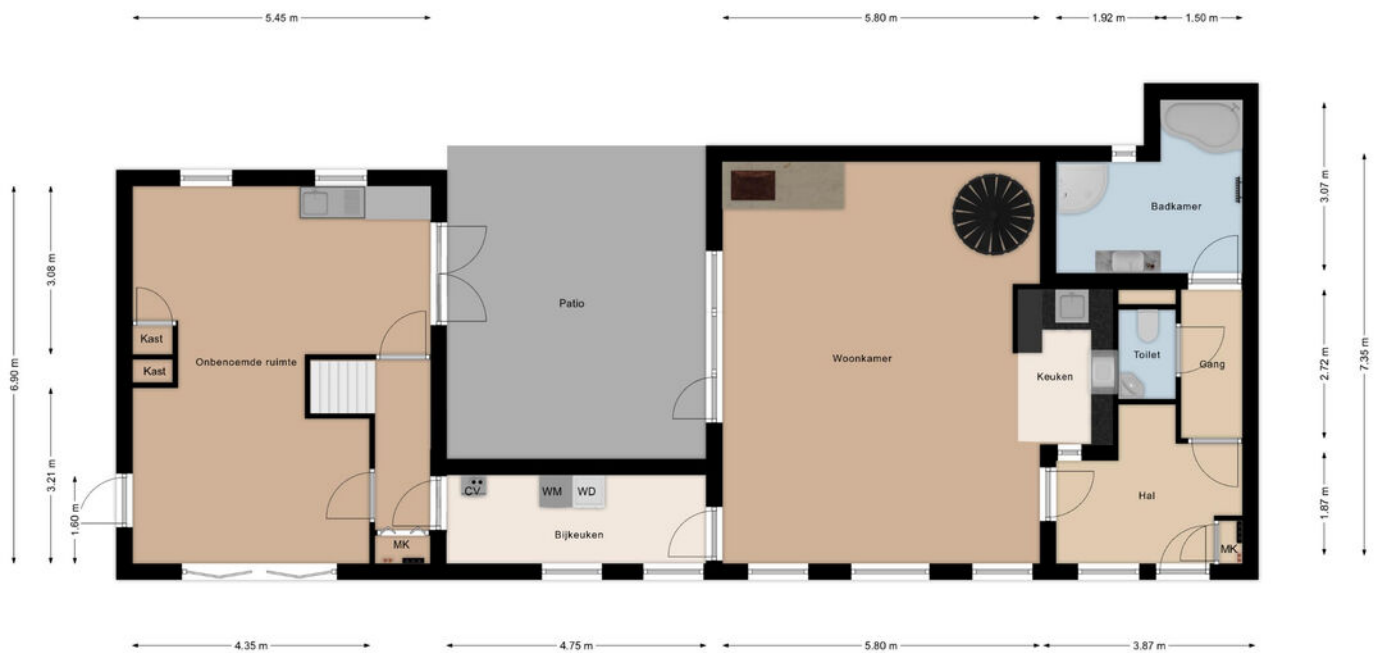 5.45 m
5.80 m
1.92 m
1.50 m
Badkamer
3.07 m
3.08 m
Patio
Kast
Onbenoemde ruimte
Kast
Woonkamer
Keuken
Toilet
Gang
2.72 m
7.35 m
6.90 m
3.21 m
1.60 m
CV
WM
WD
Bijkeuken
MK
Hal
MK
1.87 m
4.35 m
4.75 m
5.80 m
3.87 m